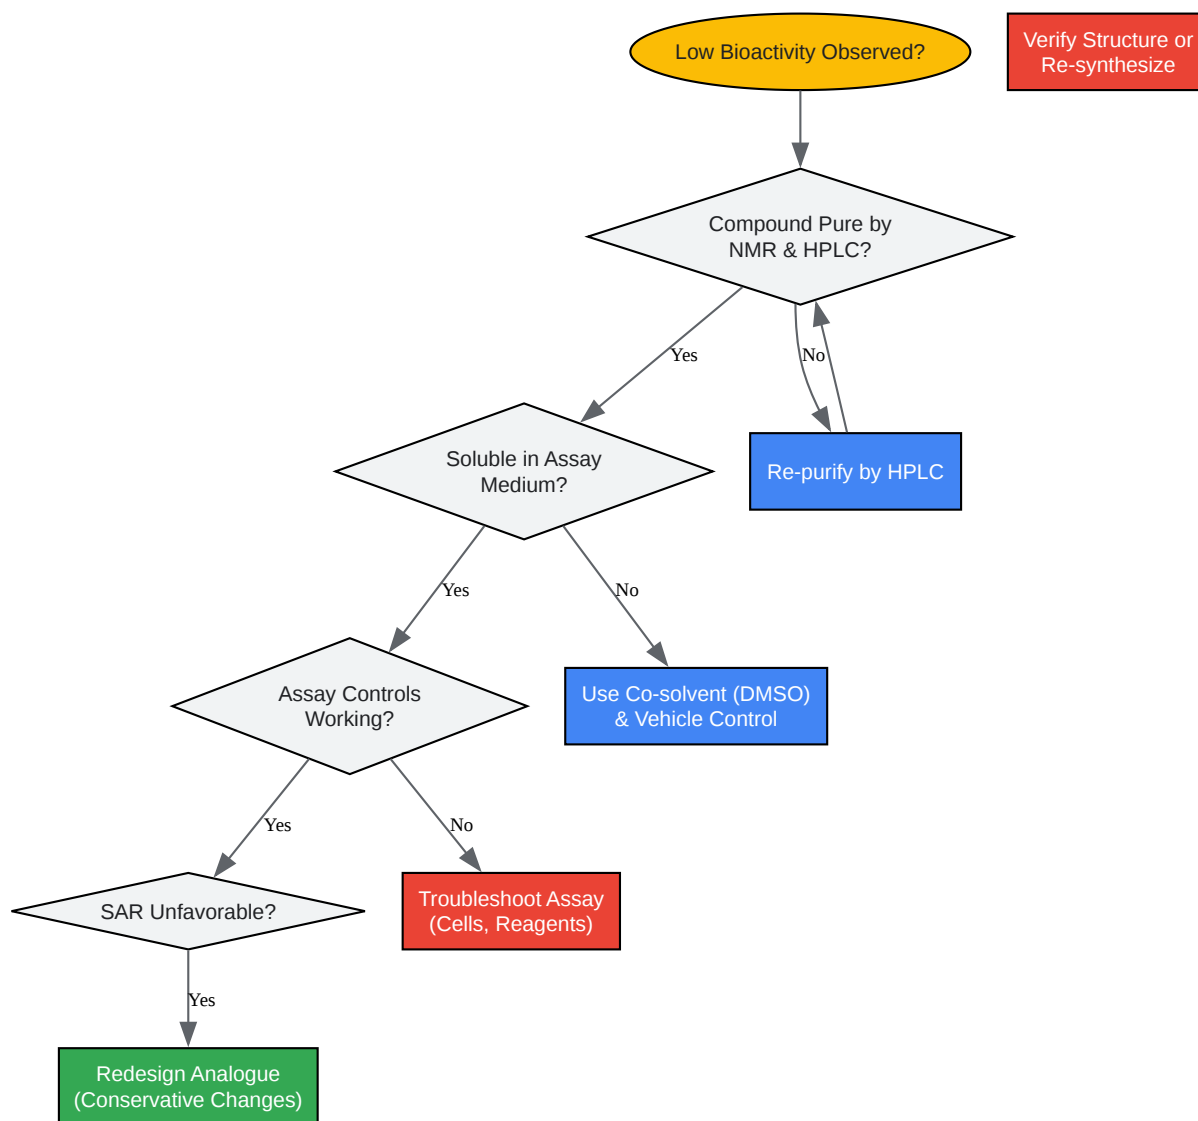 Low Bioactivity Observed?
Verify Structure or
Re-synthesize
Compound Pure by
NMR & HPLC?
Yes
No
Soluble in Assay
Medium?
Re-purify by HPLC
Yes
No
Assay Controls
Working?
Use Co-solvent (DMSO)
& Vehicle Control
Yes
No
SAR Unfavorable?
Troubleshoot Assay
(Cells, Reagents)
Yes
Redesign Analogue
(Conservative Changes)